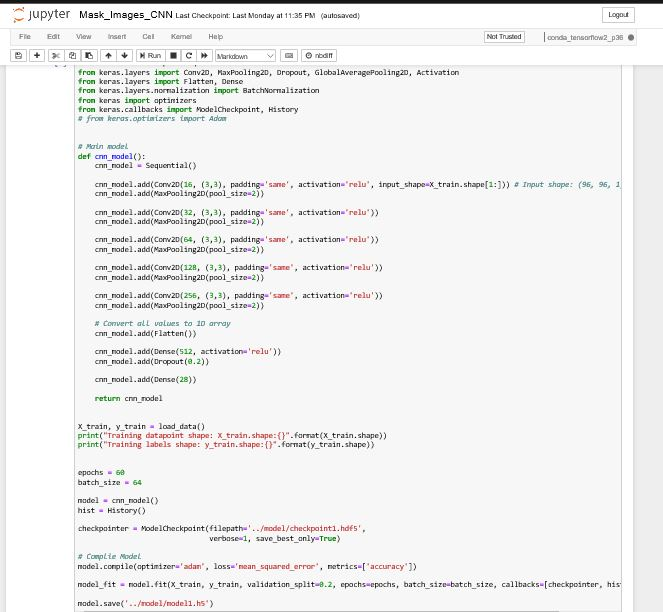 jupyter Mask_Images_CNN Last Checkpoint: Last Monday at 11:35 PM (autosaved)
Logout
File Edit View Insert Cell Kernel Help
Not Trusted conda_tensorflow2_p36
Run Markdown nbdiff
from keras.layers import Conv2D, MaxPooling2D, Dropout, GlobalAveragePooling2D, Activation
from keras.layers import Flatten, Dense
from keras.layers.normalization import BatchNormalization
from keras import optimizers
from keras.callbacks import ModelCheckpoint, History
# from keras.optimizers import Adam
# Main model
def cnn_model():
cnn_model = Sequential()
cnn_model.add(Conv2D(16, (3,3), padding='same', activation='relu', input_shape=X_train.shape[1:])) # Input shape: (96, 96, 1
cnn_model.add(MaxPooling2D(pool_size=2))
cnn_model.add(Conv2D(32, (3,3), padding='same', activation='relu'))
cnn_model.add(MaxPooling2D(pool_size=2))
cnn_model.add(Conv2D(64, (3,3), padding='same', activation='relu'))
cnn_model.add(MaxPooling2D(pool_size=2))
cnn_model.add(Conv2D(128, (3,3), padding='same', activation='relu'))
cnn_model.add(MaxPooling2D(pool_size=2))
cnn_model.add(Conv2D(256, (3,3), padding='same', activation='relu'))
cnn_model.add(MaxPooling2D(pool_size=2))
# Convert all values to 1D array
cnn_model.add(Flatten())
cnn_model.add(Dense(512, activation='relu'))
cnn_model.add(Dropout(0.2))
cnn_model.add(Dense(28))
return cnn_model
X_train, y_train = load_data()
print("Training datapoint shape: X_train.shape:{}".format(X_train.shape))
print("Training labels shape: y_train.shape:{}".format(y_train.shape))
epochs = 60
batch_size = 64
model = cnn_model()
hist = History()
checkpointer = ModelCheckpoint(filepath='../model/checkpoint1.hdf5',
verbose=1, save_best_only=True)
# Complie Model
model.compile(optimizer='adam', loss='mean_squared_error', metrics=['accuracy'])
model_fit = model.fit(X_train, y_train, validation_split=0.2, epochs=epochs, batch_size=batch_size, callbacks=[checkpointer, his
model.save('../model/model1.h5')